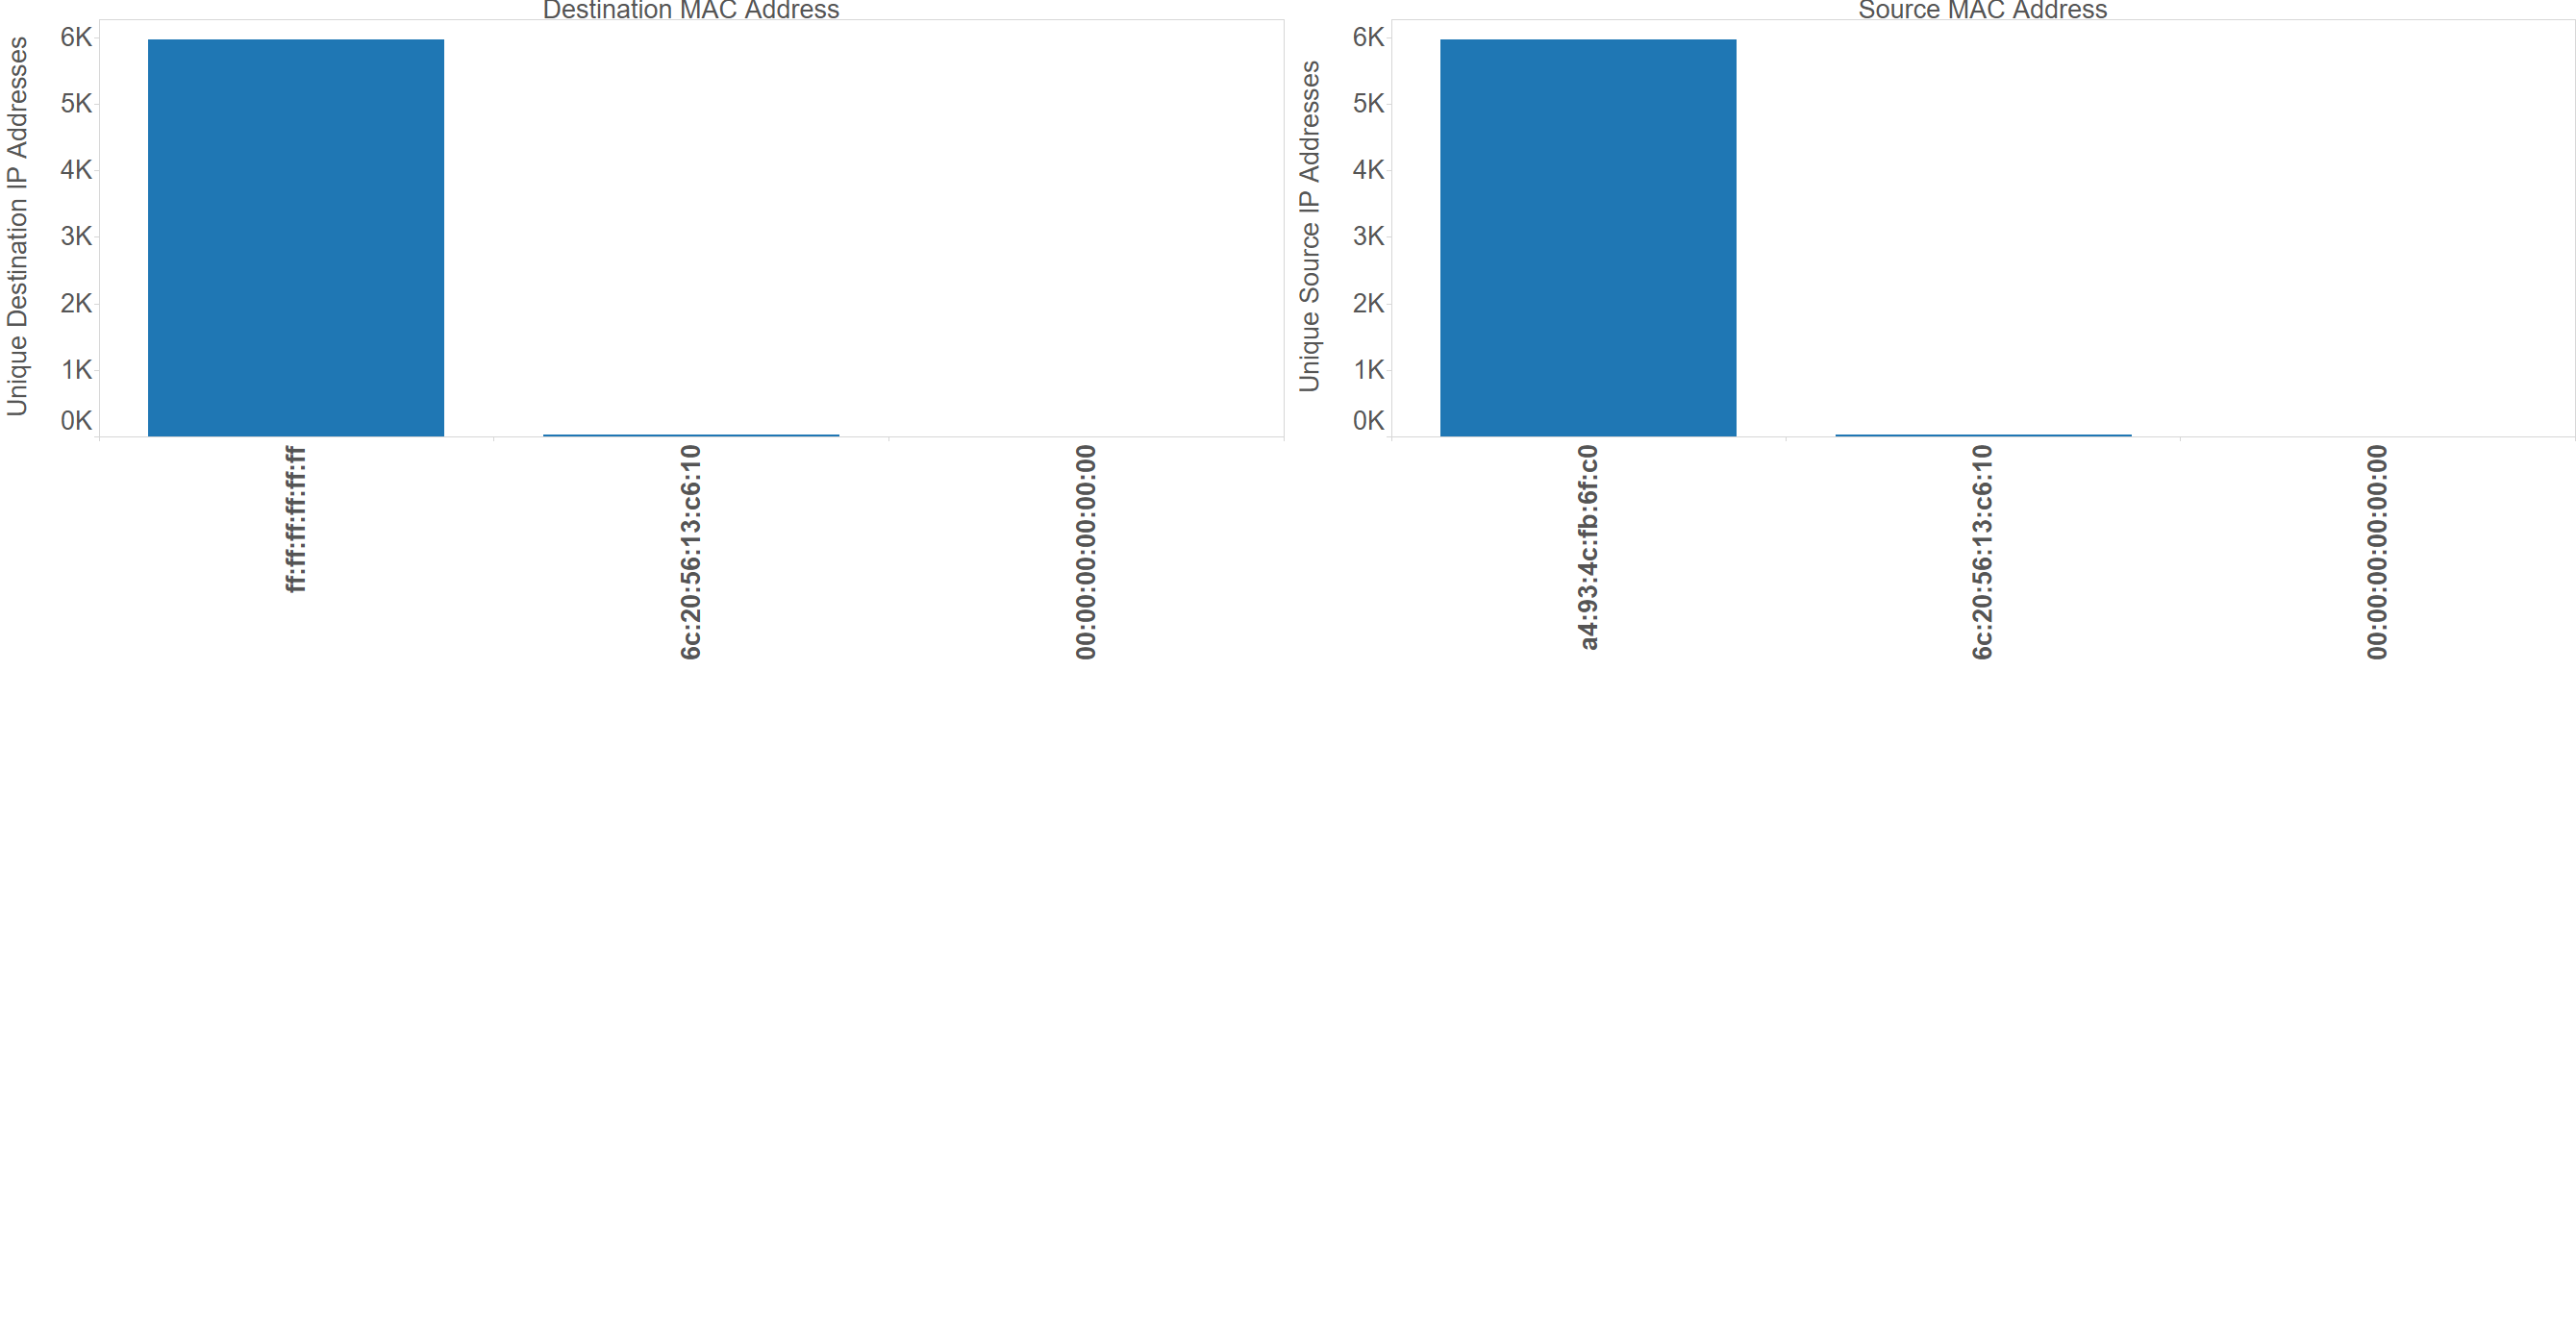 Destination MAC Address
Unique Destination IP Addresses
6K
5K
4K
3K
2K
1K
0K
ff:ff:ff:ff:ff:ff
6c:20:56:13:c6:10
00:00:00:00:00:00
Source MAC Address
Unique Source IP Addresses
6K
5K
4K
3K
2K
1K
0K
a4:93:4c:fb:6f:c0
6c:20:56:13:c6:10
00:00:00:00:00:00